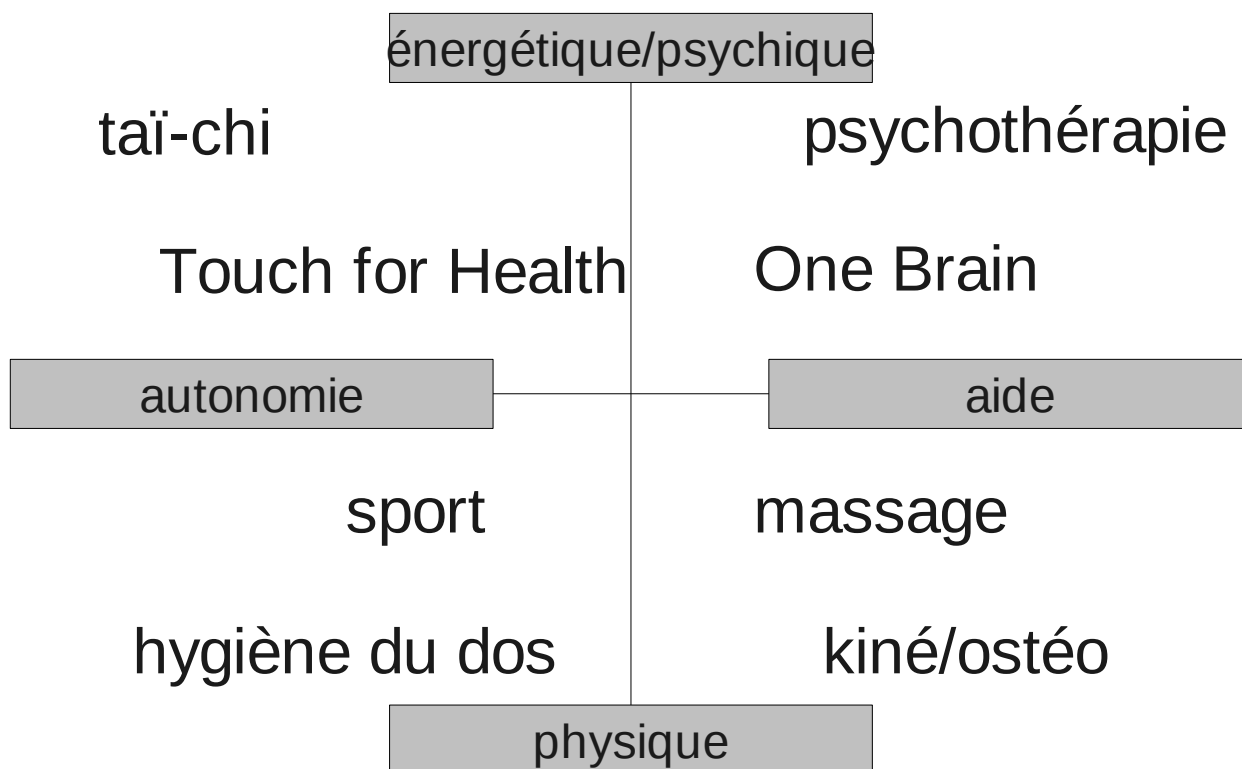 énergétique/psychique
taï-chi
psychothérapie
Touch for Health
One Brain
autonomie
aide
sport
massage
hygiène du dos
kiné/ostéo
physique